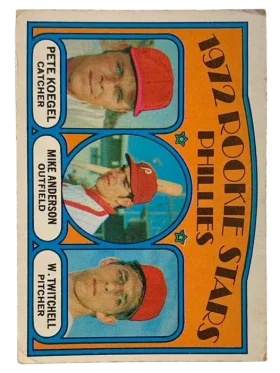 1972 ROOKIE STARS
PHILLIES
PETE KOEGEL
CATCHER
MIKE ANDERSON
OUTFIELD
W. TWITCHELL
PITCHER